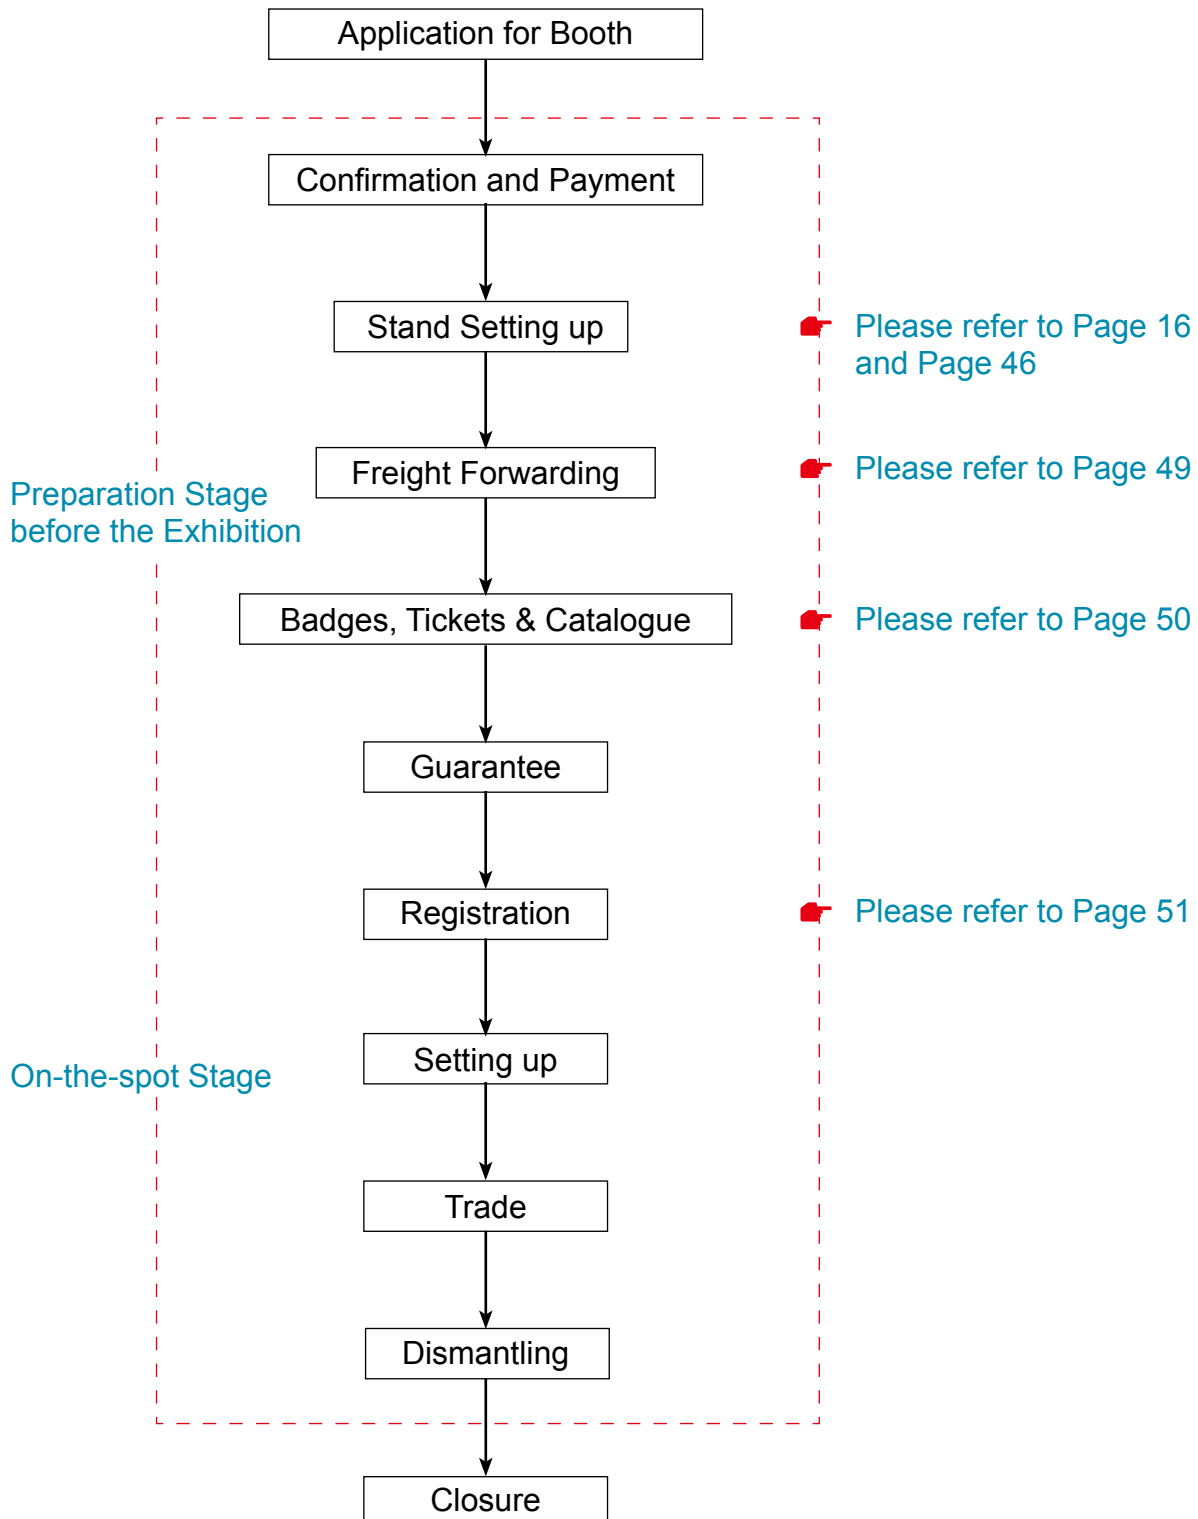 Application for Booth
Confirmation and Payment
Stand Setting up
Please refer to Page 16
and Page 46
Freight Forwarding
Please refer to Page 49
Preparation Stage
before the Exhibition
Badges, Tickets & Catalogue
Please refer to Page 50
Guarantee
Registration
Please refer to Page 51
Setting up
On-the-spot Stage
Trade
Dismantling
Closure